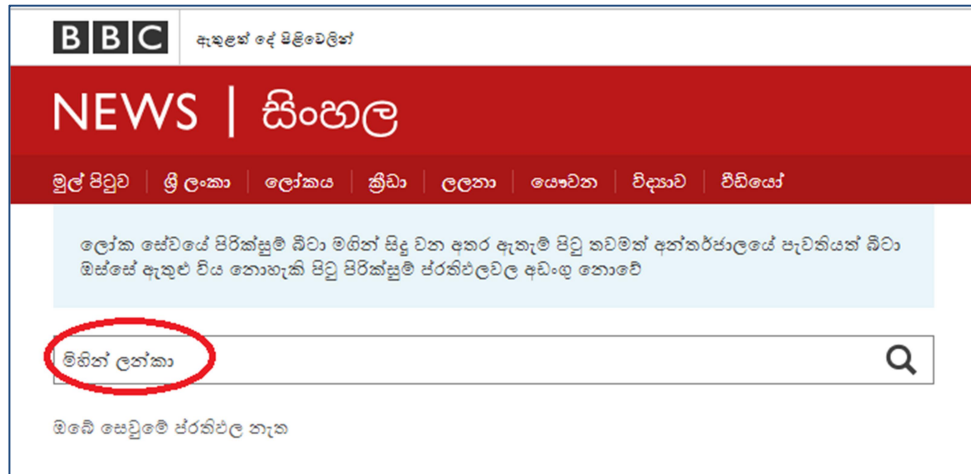 BBC ඇතුළත් දේ පිළිවෙලින්
NEWS | සිංහල
මුල් පිටුව | ශ්‍රී ලංකා | ලෝකය | ක්‍රීඩා | ලලනා | යෞවන | විද්‍යාව | වීඩියෝ
ලෝක සේවයේ පිරික්සුම් බීටා මගින් සිදු වන අතර ඇතැම් පිටු තවමත් අන්තර්ජාලයේ පැවතියත් බීටා
ඔස්සේ ඇතුළු විය නොහැකි පිටු පිරික්සුම් ප්රතිඵලවල අඩංගු නොවේ
මිහින් ලන්කා
ඔබේ සෙවුමේ ප්රතිඵල නැත